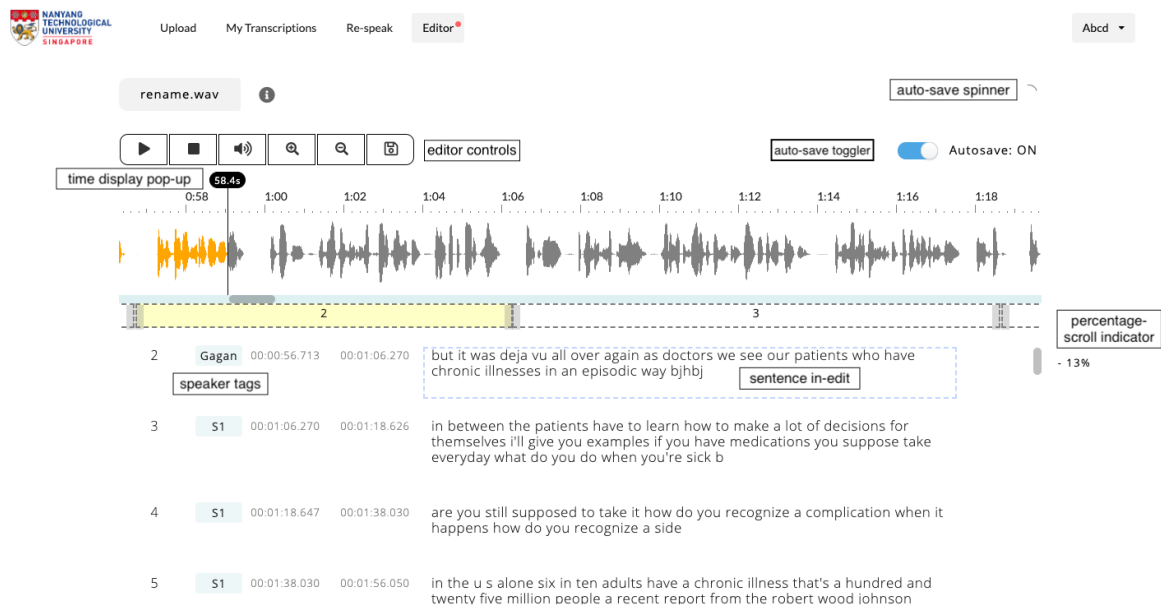 NANYANG
TECHNOLOGICAL
UNIVERSITY
SINGAPORE
Upload My Transcriptions Re-speak Editor Abcd
rename.wav
auto-save spinner
editor controls
auto-save toggler
Autosave: ON
time display pop-up
58.4s
0:58 1:00 1:02 1:04 1:06 1:08 1:10 1:12 1:14 1:16 1:18
2 3
percentage-
scroll indicator
- 13%
2 Gagan 00:00:56.713 00:01:06.270 but it was deja vu all over again as doctors we see our patients who have
chronic illnesses in an episodic way bjhbj
speaker tags
sentence in-edit
3 S1 00:01:06.270 00:01:18.626 in between the patients have to learn how to make a lot of decisions for
themselves i'll give you examples if you have medications you suppose take
everyday what do you do when you're sick b
4 S1 00:01:18.647 00:01:38.030 are you still supposed to take it how do you recognize a complication when it
happens how do you recognize a side
5 S1 00:01:38.030 00:01:56.050 in the u s alone six in ten adults have a chronic illness that's a hundred and
twenty five million people a recent report from the robert wood johnson